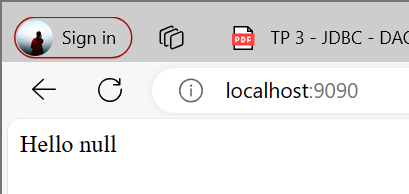 Sign in
PDF
TP 3 - JDBC - DAO
localhost:9090
Hello null